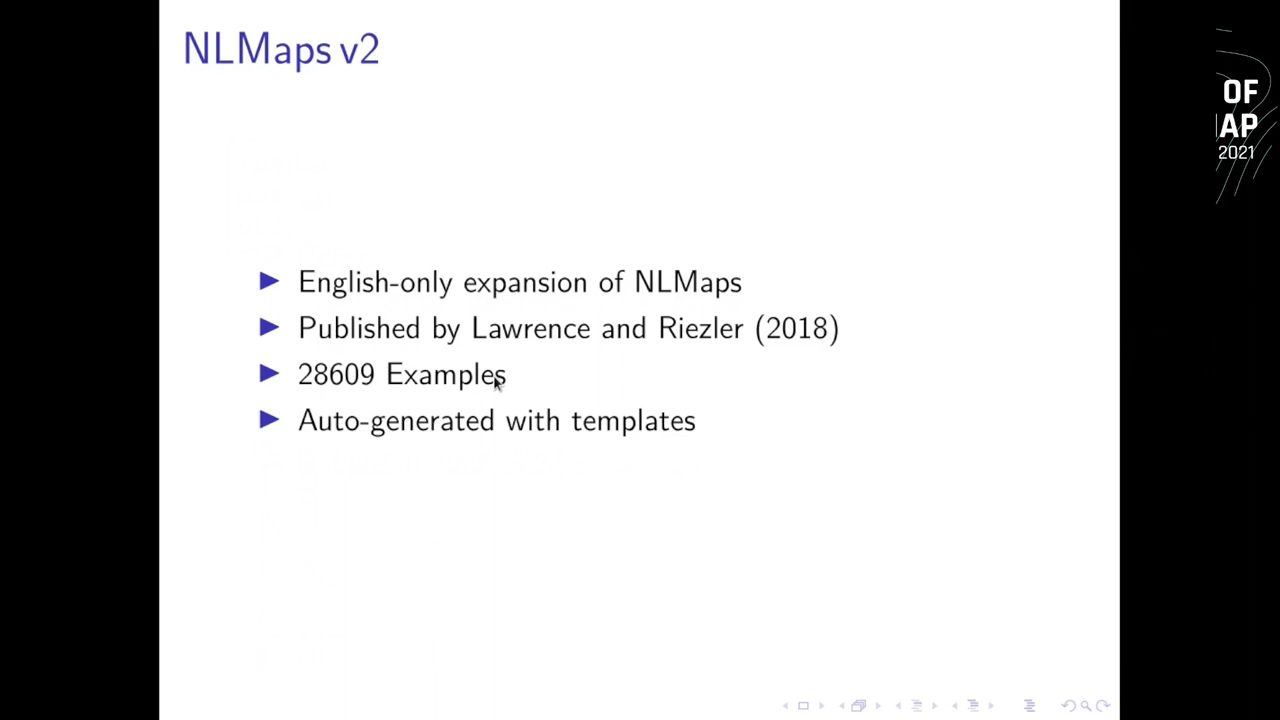 NLMaps v2
OF
AP
2021
English-only expansion of NLMaps
Published by Lawrence and Riezler (2018)
28609 Examples
Auto-generated with templates